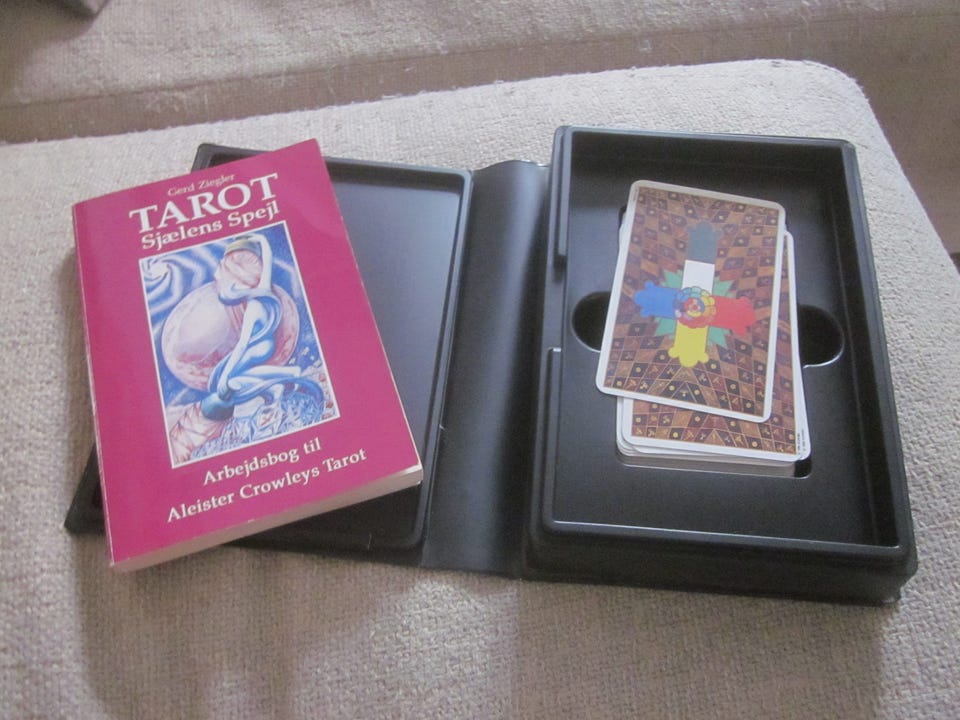 Gerd Ziegler
TAROT
Sjælens Spejl
Arbejdsbog til
Aleister Crowleys Tarot